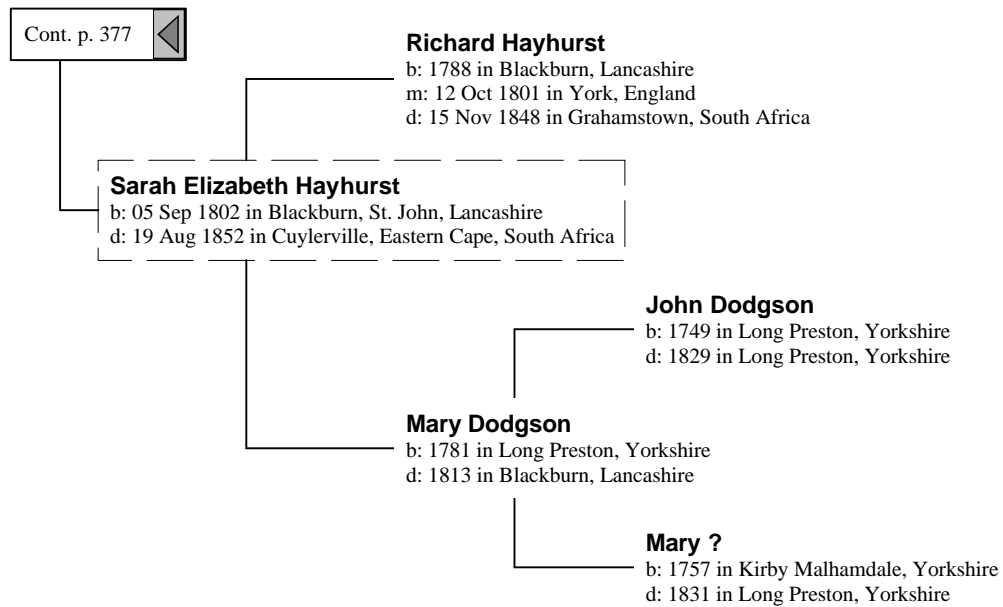 Cont. p. 377
Richard Hayhurst
b: 1788 in Blackburn, Lancashire
m: 12 Oct 1801 in York, England
d: 15 Nov 1848 in Grahamstown, South Africa
Sarah Elizabeth Hayhurst
b: 05 Sep 1802 in Blackburn, St. John, Lancashire
d: 19 Aug 1852 in Cuylerville, Eastern Cape, South Africa
John Dodgson
b: 1749 in Long Preston, Yorkshire
d: 1829 in Long Preston, Yorkshire
Mary Dodgson
b: 1781 in Long Preston, Yorkshire
d: 1813 in Blackburn, Lancashire
Mary ?
b: 1757 in Kirby Malhamdale, Yorkshire
d: 1831 in Long Preston, Yorkshire